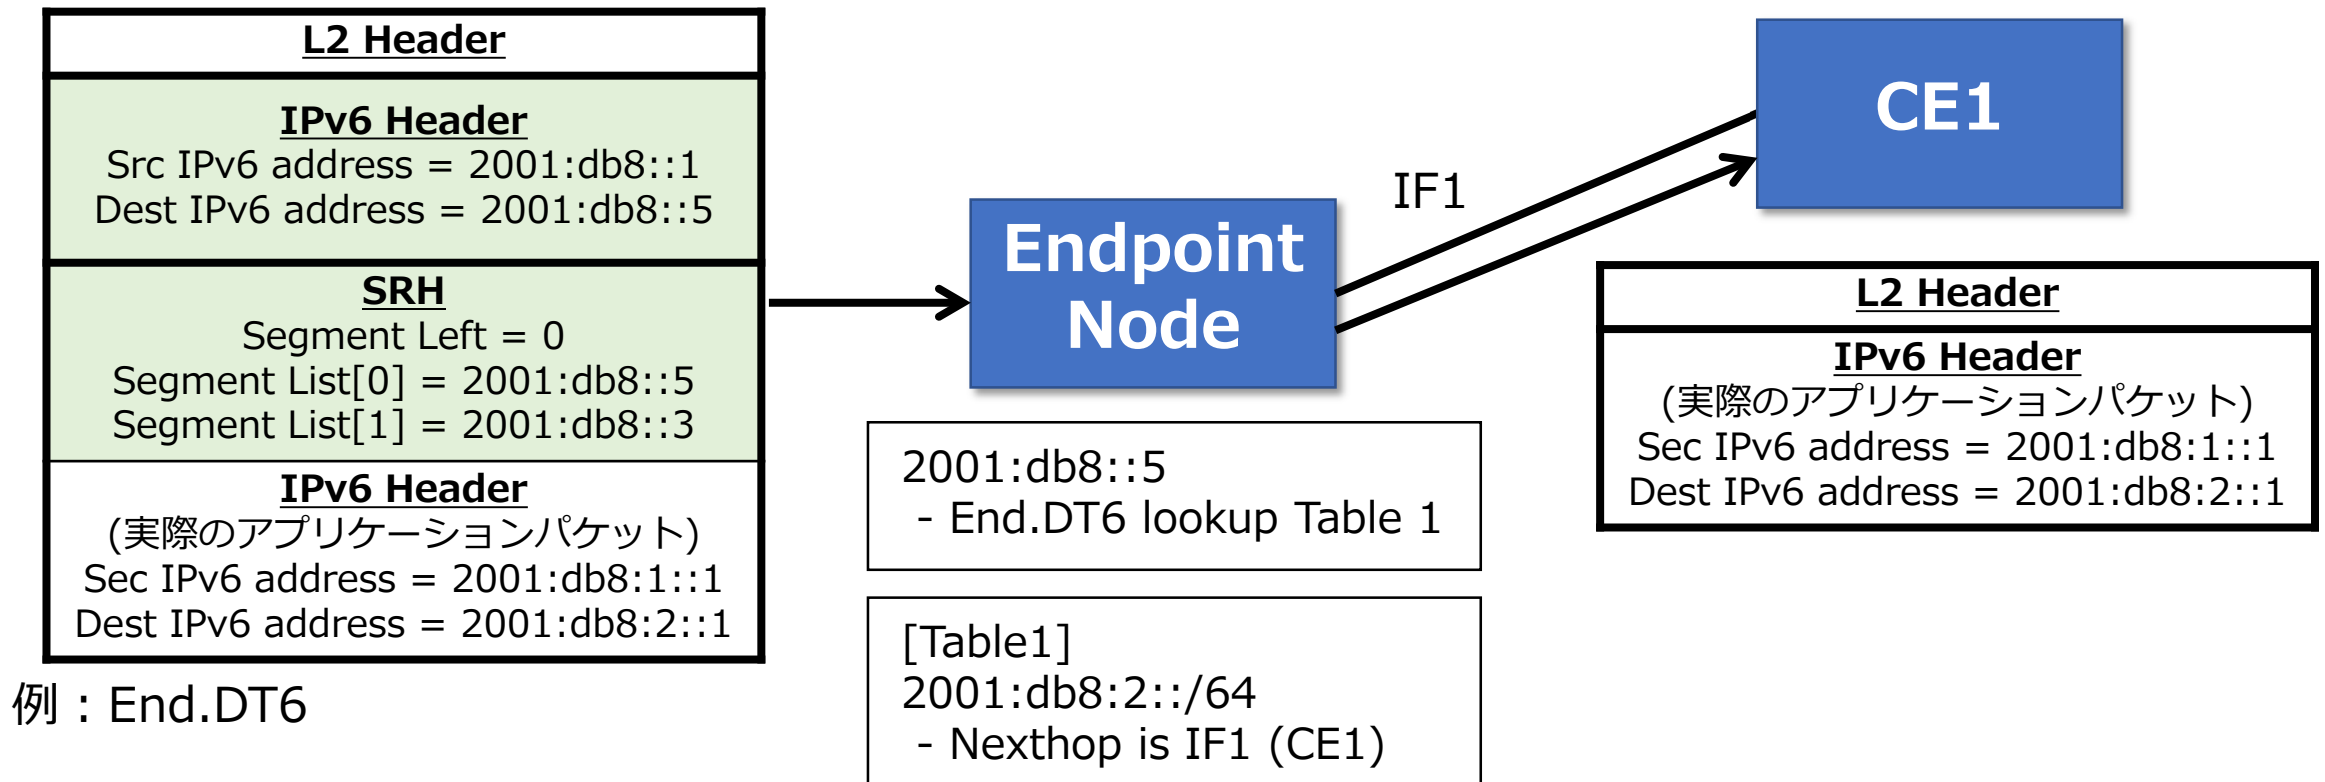 L2 Header
IPv6 Header
Src IPv6 address = 2001:db8::1
Dest IPv6 address = 2001:db8::5
SRH
Segment Left = 0
Segment List[0] = 2001:db8::5
Segment List[1] = 2001:db8::3
IPv6 Header
(実際のアプリケーションパケット)
Sec IPv6 address = 2001:db8:1::1
Dest IPv6 address = 2001:db8:2::1
例：End.DT6
Endpoint
Node
IF1
CE1
2001:db8::5
- End.DT6 lookup Table 1
[Table1]
2001:db8:2::/64
- Nexthop is IF1 (CE1)
L2 Header
IPv6 Header
(実際のアプリケーションパケット)
Sec IPv6 address = 2001:db8:1::1
Dest IPv6 address = 2001:db8:2::1